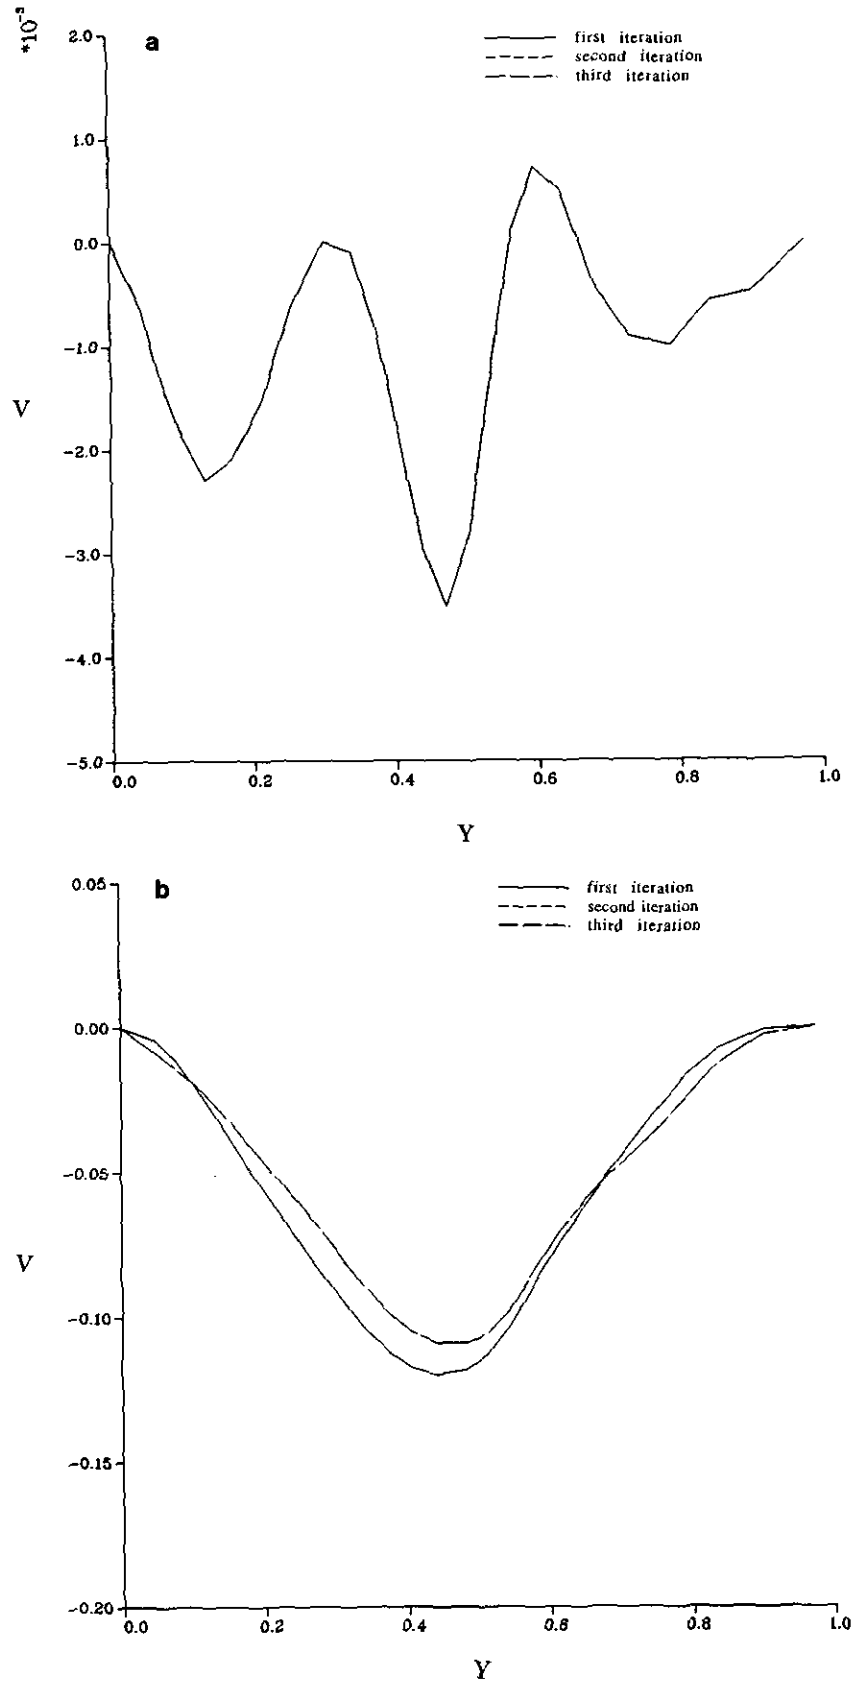 *10⁻³
2.0
a
first iteration
second iteration
third iteration
1.0
0.0
-1.0
V
-2.0
-3.0
-4.0
-5.0
0.0 0.2 0.4 0.6 0.8 1.0
Y
0.05
b
first iteration
second iteration
third iteration
0.00
-0.05
V
-0.10
-0.15
-0.20
0.0 0.2 0.4 0.6 0.8 1.0
Y